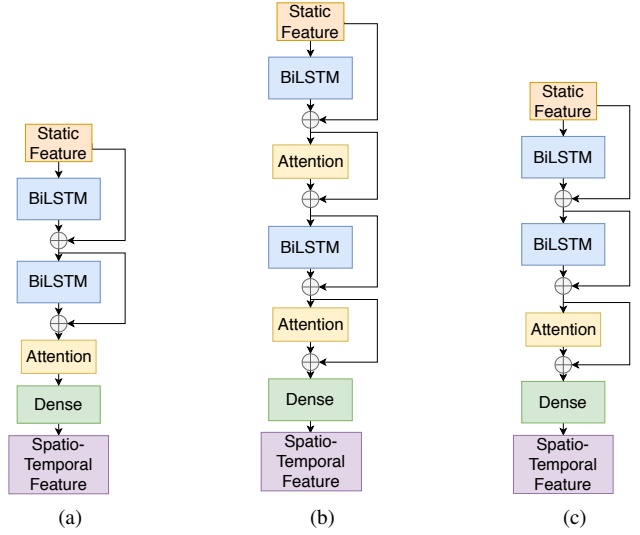 Static
Feature
BiLSTM
BiLSTM
Attention
Dense
Spatio-
Temporal
Feature
(a)
Static
Feature
BiLSTM
Attention
BiLSTM
Attention
Dense
Spatio-
Temporal
Feature
(b)
Static
Feature
BiLSTM
BiLSTM
Attention
Dense
Spatio-
Temporal
Feature
(c)